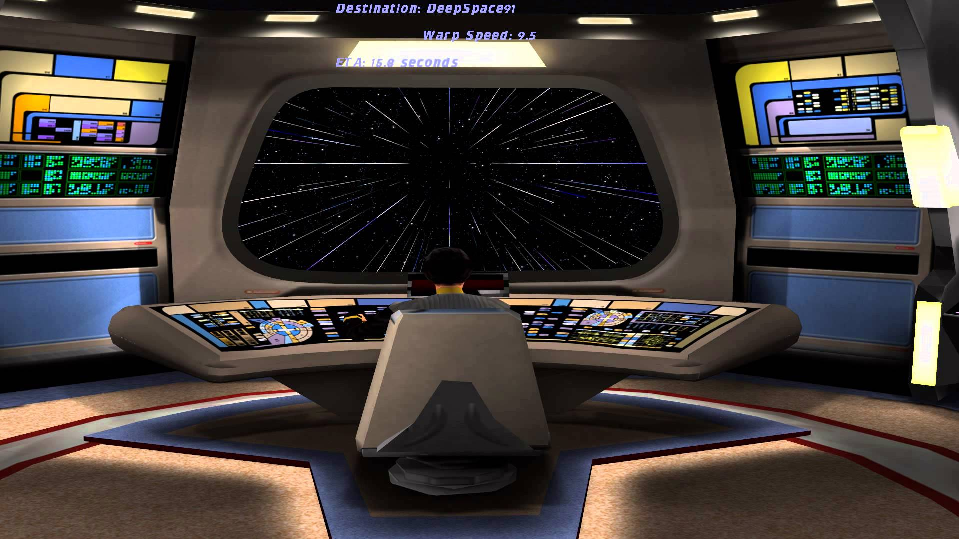 Destination: DeepSpace91
Warp Speed: 9.5
ETA: 15.8 seconds